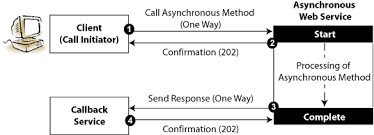 Asynchronous
Web Service
Client
(Call Initiator)
1
Call Asynchronous Method
(One Way)
Start
2
Confirmation (202)
Processing of
Asynchronous Method
Callback
Service
Send Response (One Way)
3
Complete
4
Confirmation (202)